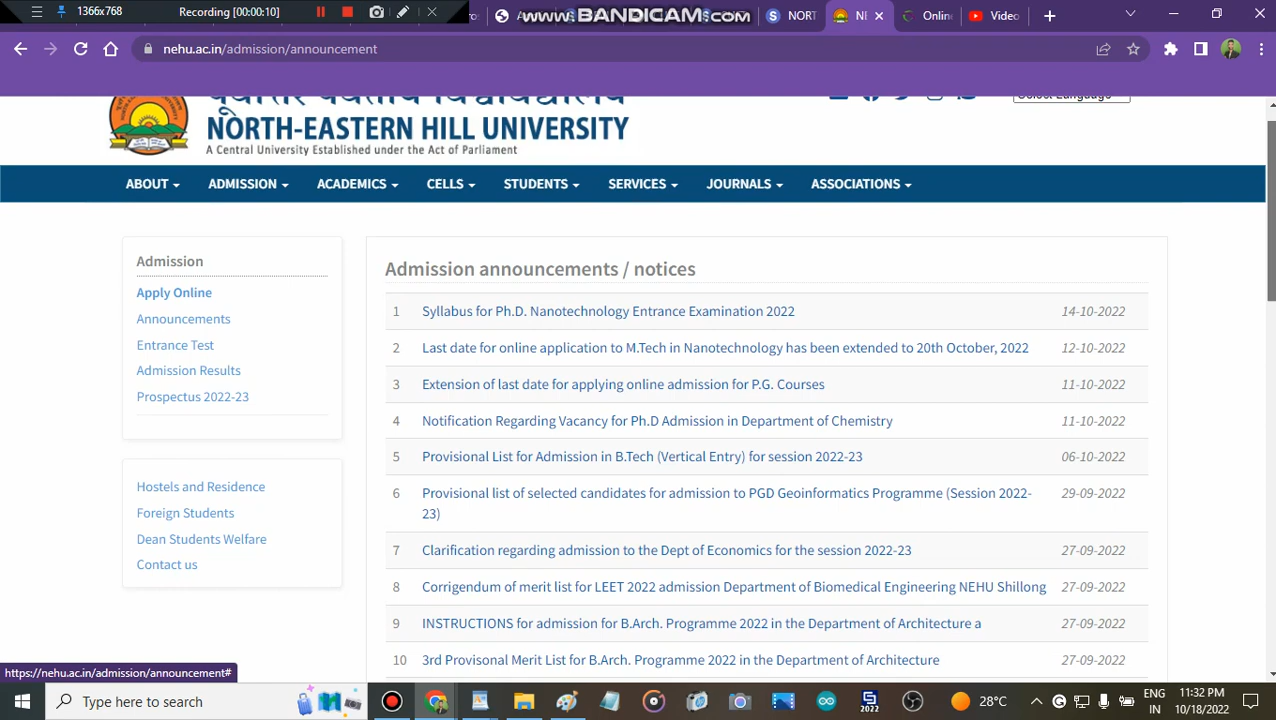 1366x768 Recording [00:00:10]
www.BANDICAM.com
NORT
NE
Online
Video
nehu.ac.in/admission/announcement
Select Language
NORTH-EASTERN HILL UNIVERSITY
A Central University Established under the Act of Parliament
ABOUT ADMISSION ACADEMICS CELLS STUDENTS SERVICES JOURNALS ASSOCIATIONS
Admission
Apply Online
Announcements
Entrance Test
Admission Results
Prospectus 2022-23
Hostels and Residence
Foreign Students
Dean Students Welfare
Contact us
Admission announcements / notices
1 Syllabus for Ph.D. Nanotechnology Entrance Examination 2022 14-10-2022
2 Last date for online application to M.Tech in Nanotechnology has been extended to 20th October, 2022 12-10-2022
3 Extension of last date for applying online admission for P.G. Courses 11-10-2022
4 Notification Regarding Vacancy for Ph.D Admission in Department of Chemistry 11-10-2022
5 Provisional List for Admission in B.Tech (Vertical Entry) for session 2022-23 06-10-2022
6 Provisional list of selected candidates for admission to PGD Geoinformatics Programme (Session 2022- 29-09-2022
23)
7 Clarification regarding admission to the Dept of Economics for the session 2022-23 27-09-2022
8 Corrigendum of merit list for LEET 2022 admission Department of Biomedical Engineering NEHU Shillong 27-09-2022
9 INSTRUCTIONS for admission for B.Arch. Programme 2022 in the Department of Architecture a 27-09-2022
10 3rd Provisonal Merit List for B.Arch. Programme 2022 in the Department of Architecture 27-09-2022
https://nehu.ac.in/admission/announcement#
Type here to search
2022
28°C
ENG
IN
11:32 PM
10/18/2022